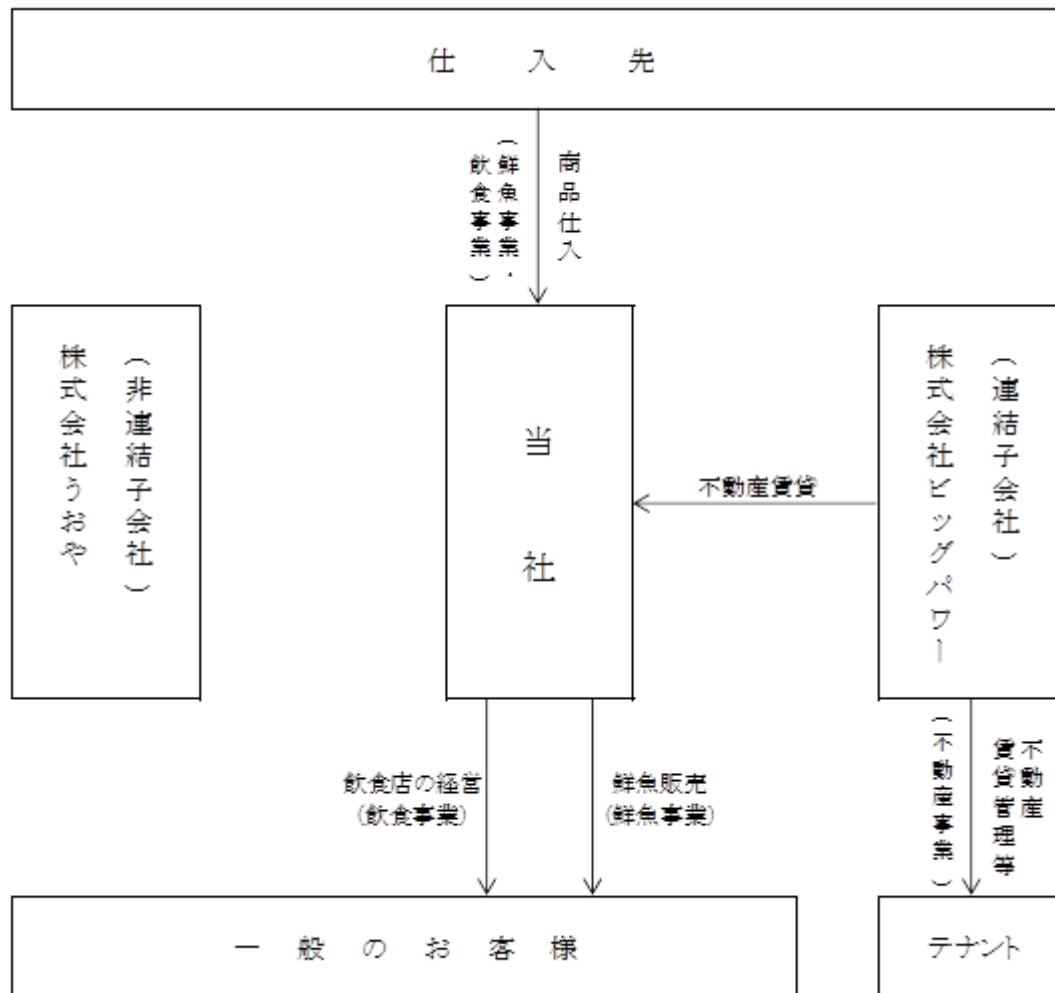 仕入先
商品仕入
(鮮魚事業・
飲食事業)
(非連結子会社)
株式会社うおや
当社
不動産賃貸
(連結子会社)
株式会社ビッグパワー
飲食店の経営
(飲食事業)
鮮魚販売
(鮮魚事業)
不動産
賃貸管理等
(不動産事業)
一般のお客様
テナント